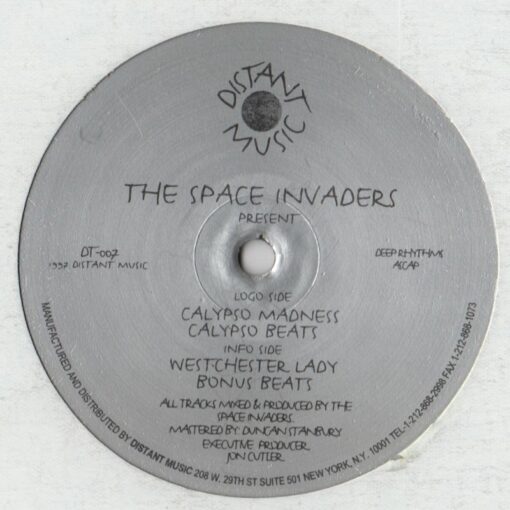 DISTANT
MUSIC
THE SPACE INVADERS
PRESENT
DT-007
1997 DISTANT MUSIC
DEEP RHYTHMS
ASCAP
LOGO SIDE
CALYPSO MADNESS
CALYPSO BEATS
INFO SIDE
WESTCHESTER LADY
BONUS BEATS
ALL TRACKS MIXED & PRODUCED BY THE
SPACE INVADERS.
MASTERED BY: DUNCAN STANBURY
EXECUTIVE PRODUCER
JON CUTLER
MANUFACTURED AND DISTRIBUTED BY DISTANT MUSIC 208 W. 29TH ST SUITE 501 NEW YORK, N.Y. 10001 TEL-1-212-868-2998 FAX 1-212-868-1073